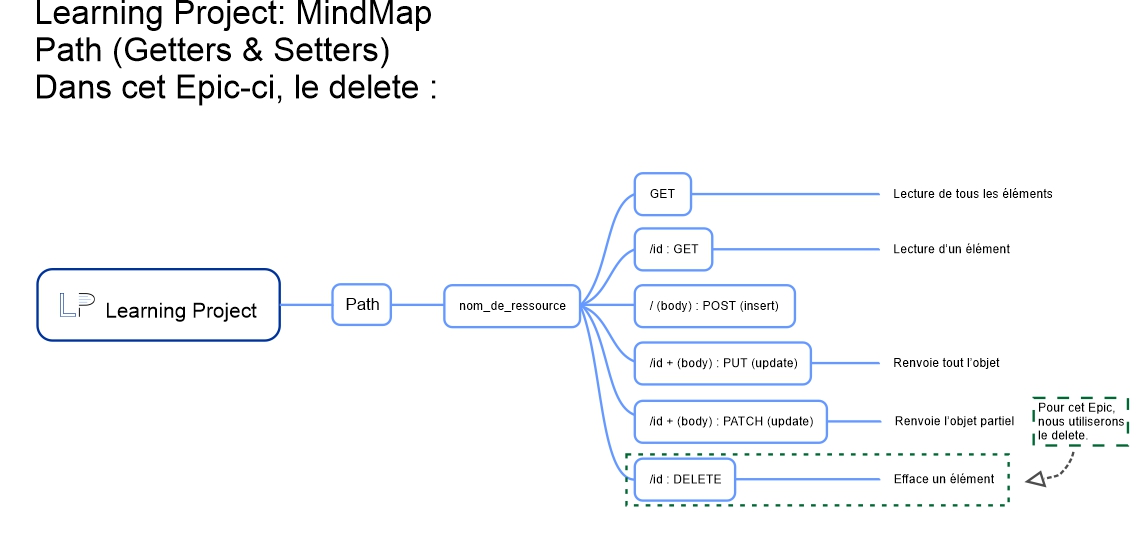 Learning Project: MindMap
Path (Getters & Setters)
Dans cet Epic-ci, le delete :
GET
Lecture de tous les éléments
/id : GET
Lecture d'un élément
LP Learning Project
Path
nom_de_ressource
/ (body) : POST (insert)
/id + (body) : PUT (update)
Renvoie tout l'objet
/id + (body) : PATCH (update)
Renvoie l'objet partiel
Pour cet Epic,
nous utiliserons
le delete.
/id : DELETE
Efface un élément